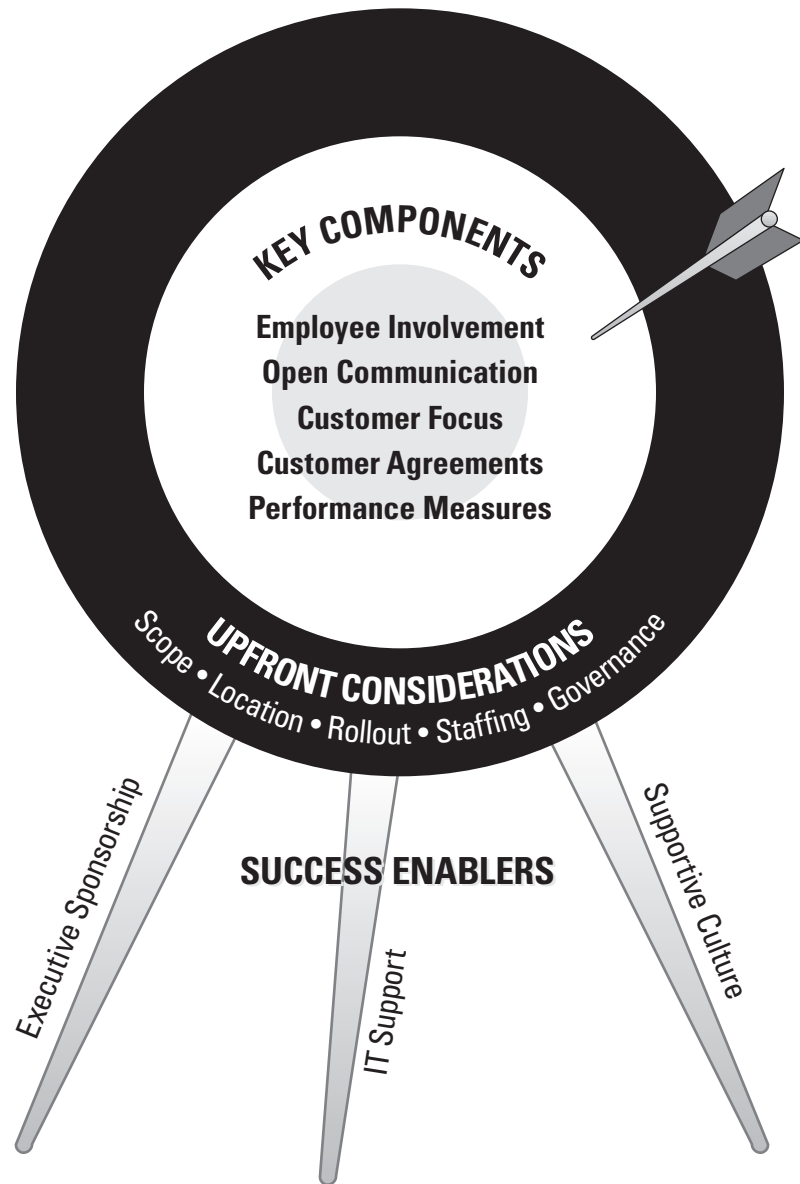 KEY COMPONENTS
Employee Involvement
Open Communication
Customer Focus
Customer Agreements
Performance Measures
UPFRONT CONSIDERATIONS
Scope • Location • Rollout • Staffing • Governance
SUCCESS ENABLERS
Executive Sponsorship
IT Support
Supportive Culture